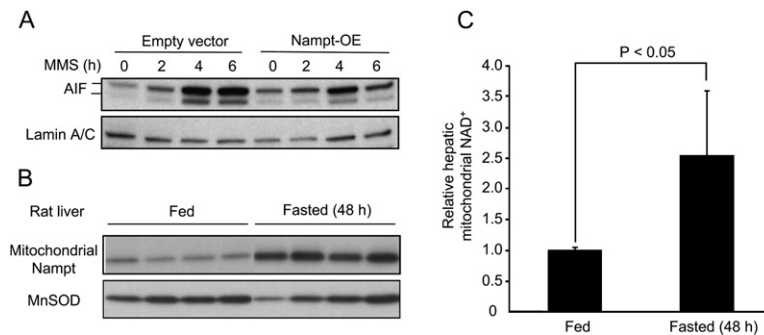 A
Empty vector
Nampt-OE
MMS (h)
0 2 4 6 0 2 4 6
AIF
Lamin A/C
B
Rat liver
Fed
Fasted (48 h)
Mitochondrial
Nampt
MnSOD
C
P < 0.05
Relative hepatic
mitochondrial NAD⁺
4.0
3.5
3.0
2.5
2.0
1.5
1.0
0.5
0
Fed
Fasted (48 h)